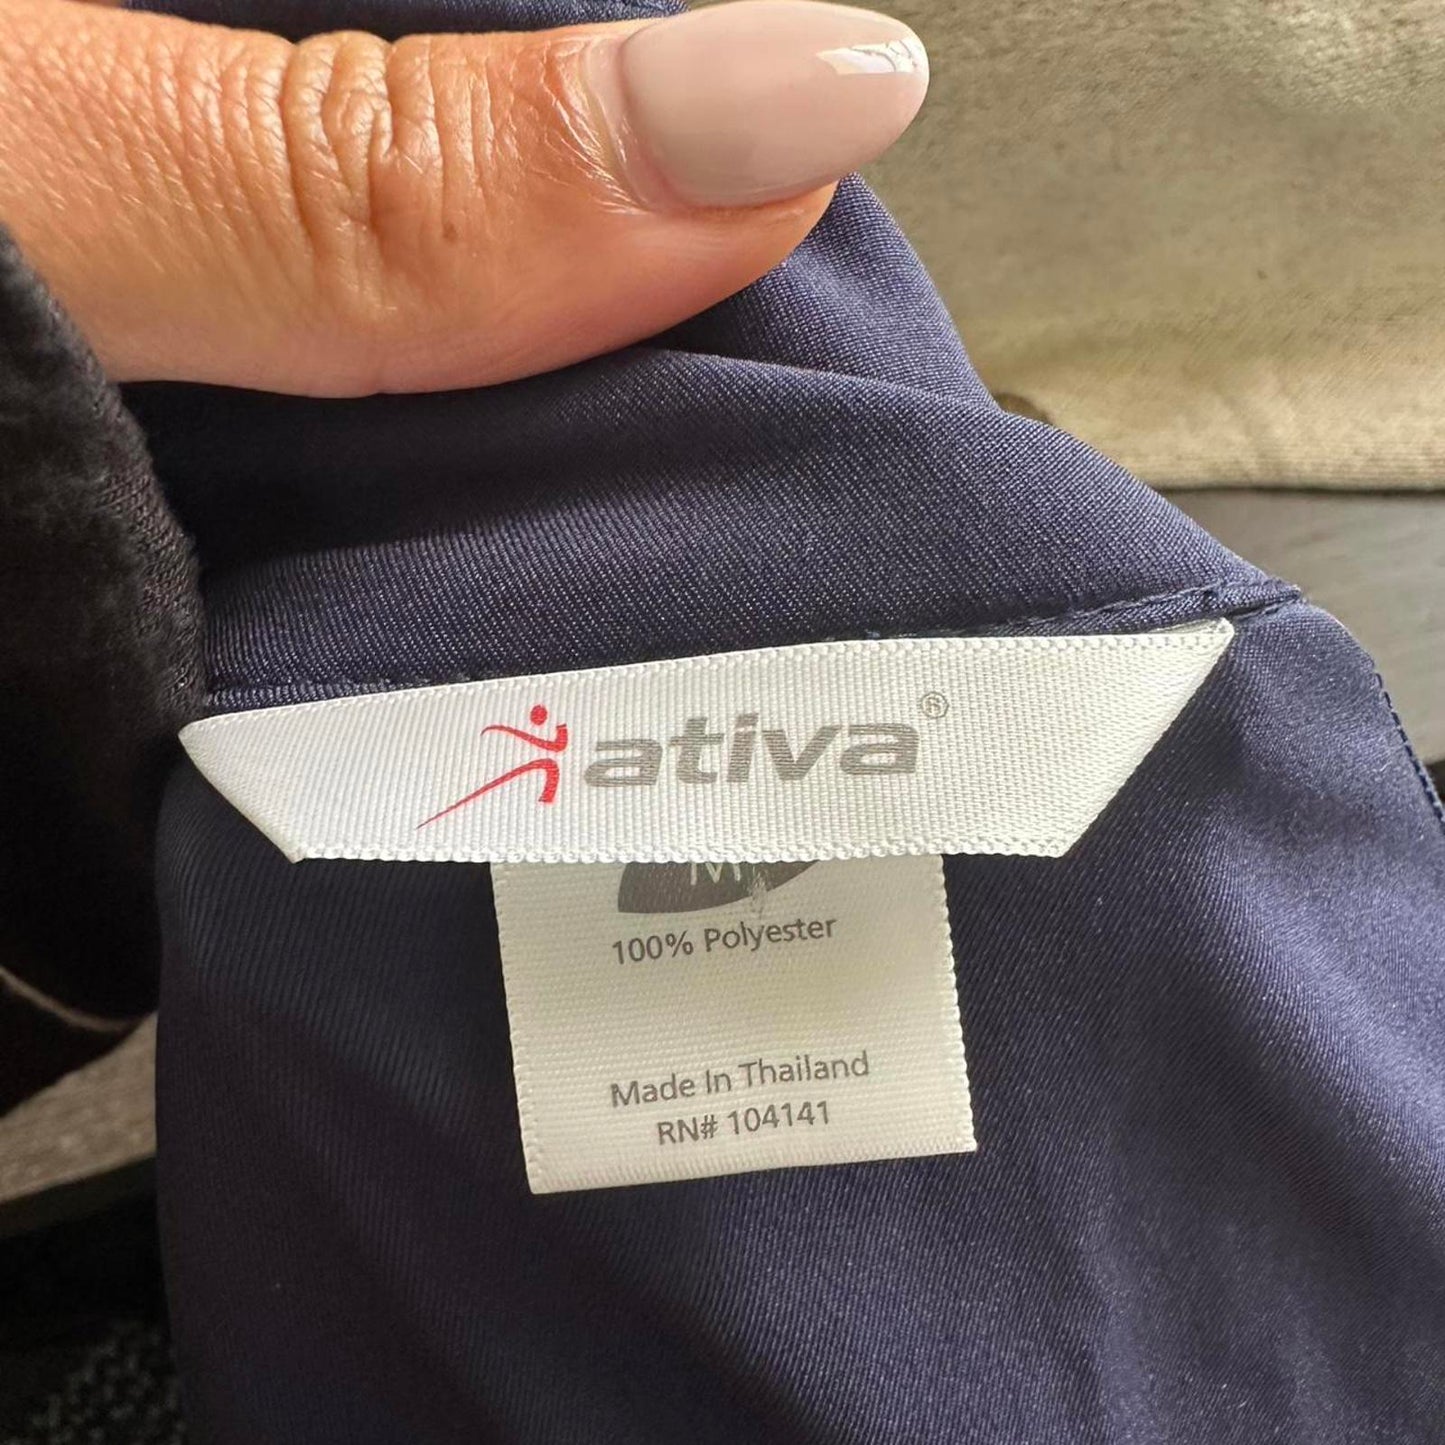 ativa®
M
100% Polyester
Made In Thailand
RN# 104141